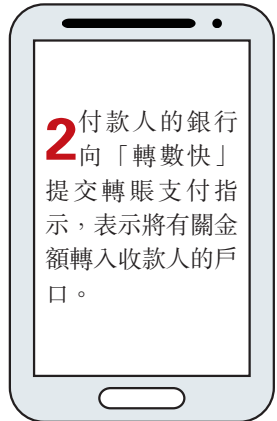 2付款人的銀行
向「轉數快」
提交轉賬支付指
示，表示將有關金
額轉入收款人的戶
口。